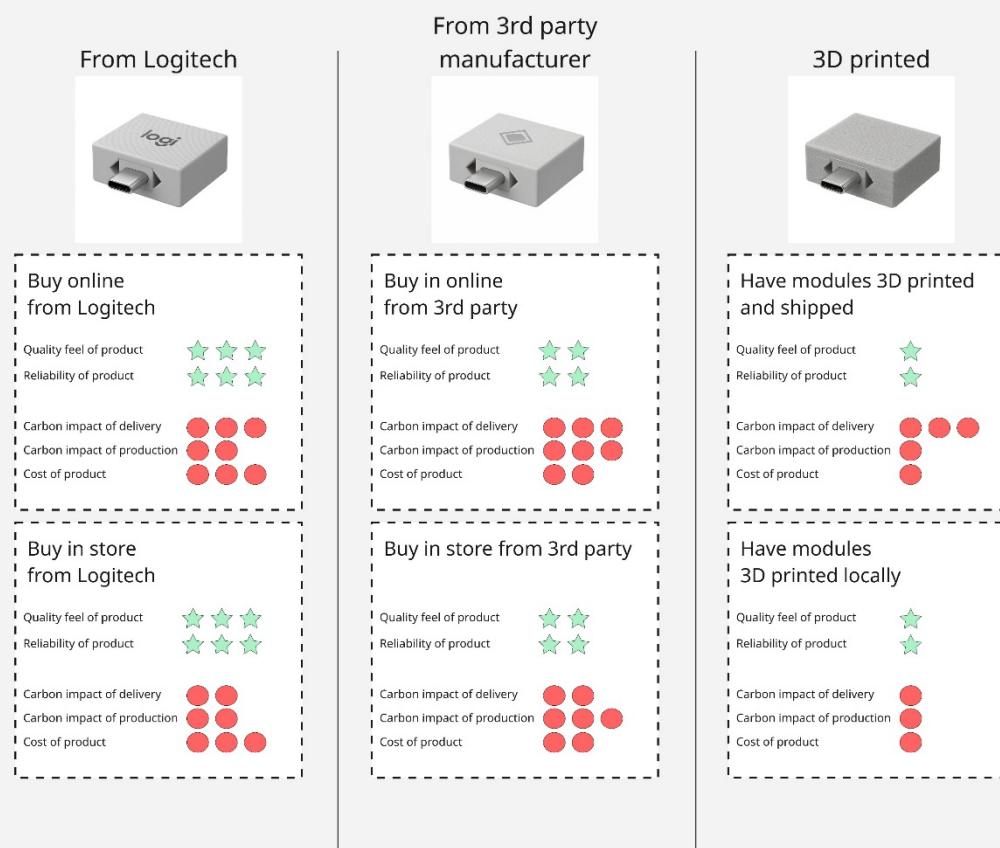 From Logitech
logi
Buy online
from Logitech
Quality feel of product
Reliability of product
Carbon impact of delivery
Carbon impact of production
Cost of product
Buy in store
from Logitech
Quality feel of product
Reliability of product
Carbon impact of delivery
Carbon impact of production
Cost of product
From 3rd party
manufacturer
Buy in online
from 3rd party
Quality feel of product
Reliability of product
Carbon impact of delivery
Carbon impact of production
Cost of product
Buy in store from 3rd party
Quality feel of product
Reliability of product
Carbon impact of delivery
Carbon impact of production
Cost of product
3D printed
Have modules 3D printed
and shipped
Quality feel of product
Reliability of product
Carbon impact of delivery
Carbon impact of production
Cost of product
Have modules
3D printed locally
Quality feel of product
Reliability of product
Carbon impact of delivery
Carbon impact of production
Cost of product